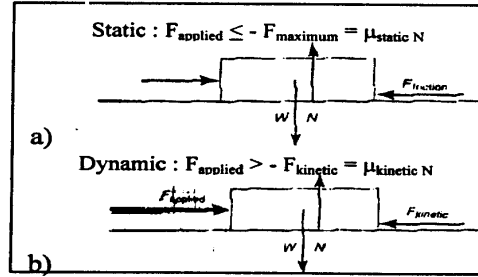 Static : F_applied ≤ - F_maximum = μ_static N
F_friction
W N
a)
Dynamic : F_applied > - F_kinetic = μ_kinetic N
F_applied
F_kinetic
W N
b)